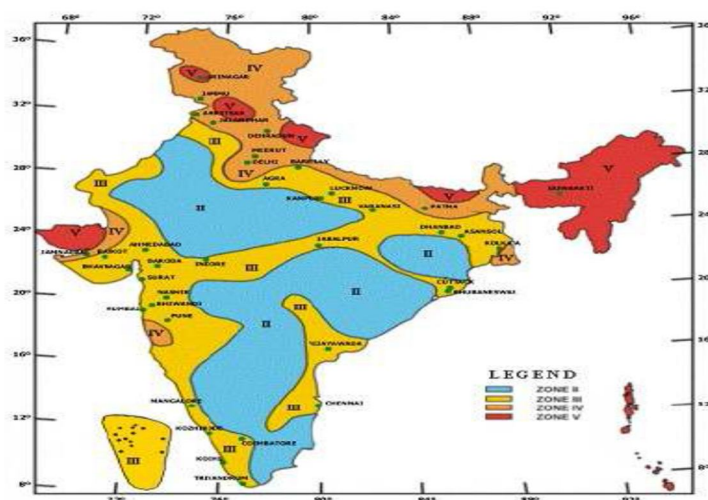 68° 72° 76° 80° 84° 88° 92° 96°
36°
IV
V
SRINAGAR
JAMMU
32°
V
AMRITSAR
JALANDHAR
DEHRADUN
V
III
MEERUT
DELHI
BAREILLY
28°
28
IV
III
AGRA
LUCKNOW
KANPUR
III
V
V
VARANASI
PATNA
II
24°
24
DHANBAD
ASANSOL
V
IV
AHMEDABAD
JABALPUR
KOLKATA
JAMNAGAR
RAJKOT
II
IV
BARODA
INDORE
III
BHAVNAGAR
SURAT
CUTTACK
BHUBANESWAR
20°
NASHIK
II
III
BHIWANDI
MUMBAI
PUNE
II
IV
VIJAYAWADA
16°
LEGEND
ZONE II
ZONE III
ZONE IV
ZONE V
MANGALORE
CHENNAI
III
12°
KOZHIKODE
COIMBATORE
III
III
KOCHI
8°
TRIVANDRUM